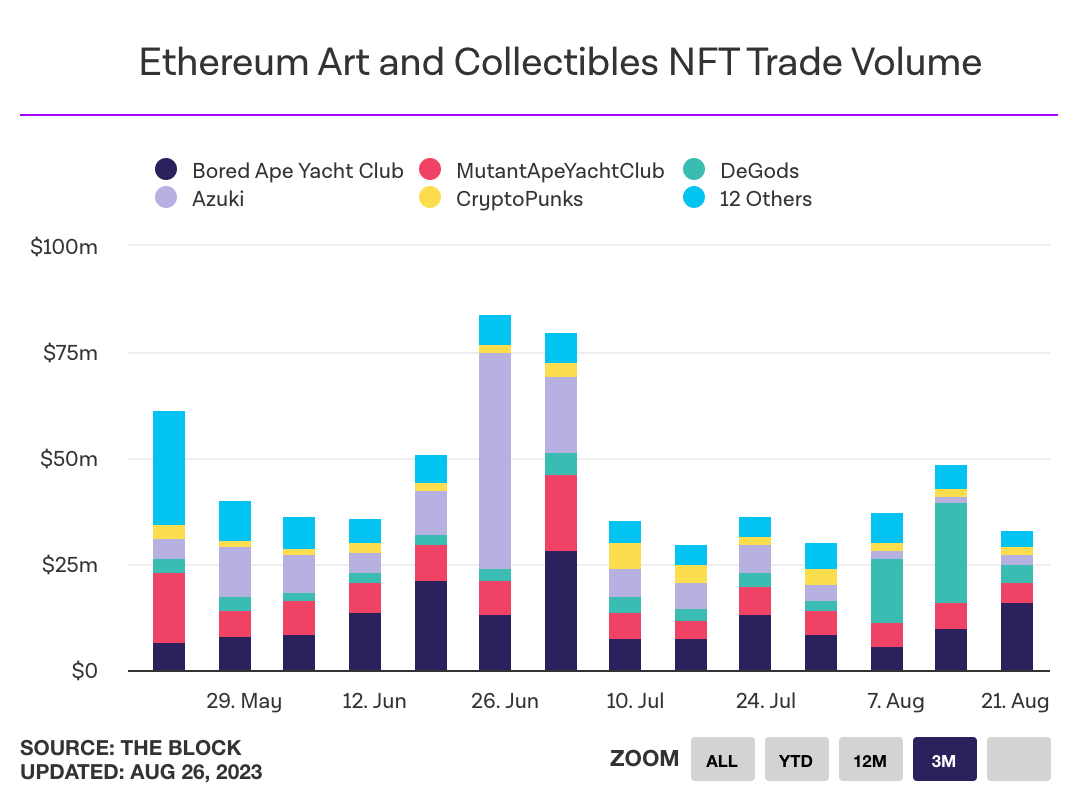 Ethereum Art and Collectibles NFT Trade Volume
Bored Ape Yacht Club MutantApeYachtClub DeGods
Azuki CryptoPunks 12 Others
$100m
$75m
$50m
$25m
$0
29. May 12. Jun 26. Jun 10. Jul 24. Jul 7. Aug 21. Aug
SOURCE: THE BLOCK
UPDATED: AUG 26, 2023
ZOOM ALL YTD 12M 3M